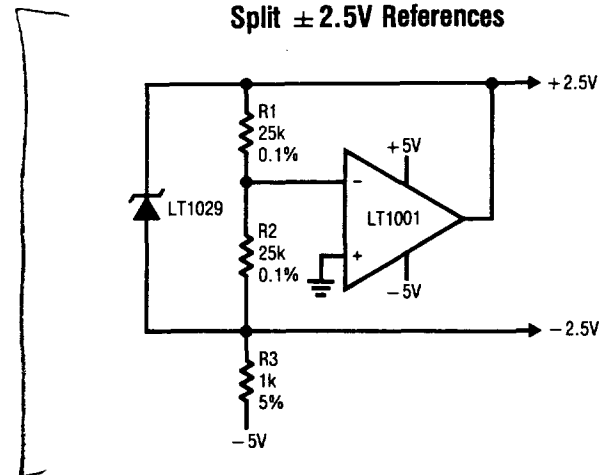 Split ±2.5V References
+2.5V
R1
25k
0.1%
+5V
−
LT1029
LT1001
R2
25k
0.1%
+
−5V
−2.5V
R3
1k
5%
−5V